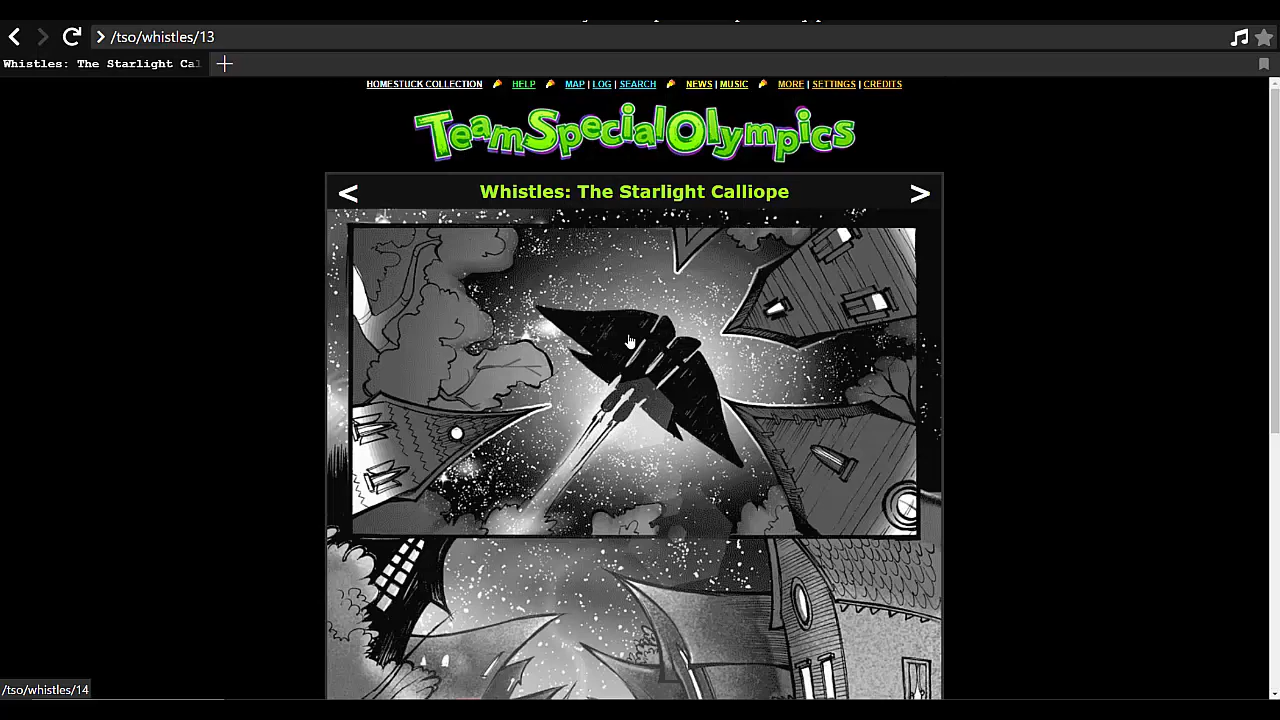 /tso/whistles/13
Whistles: The Starlight Cal
HOMESTUCK COLLECTION HELP MAP | LOG | SEARCH NEWS | MUSIC MORE | SETTINGS | CREDITS
TeamSpecialOlympics
< Whistles: The Starlight Calliope >
/tso/whistles/14